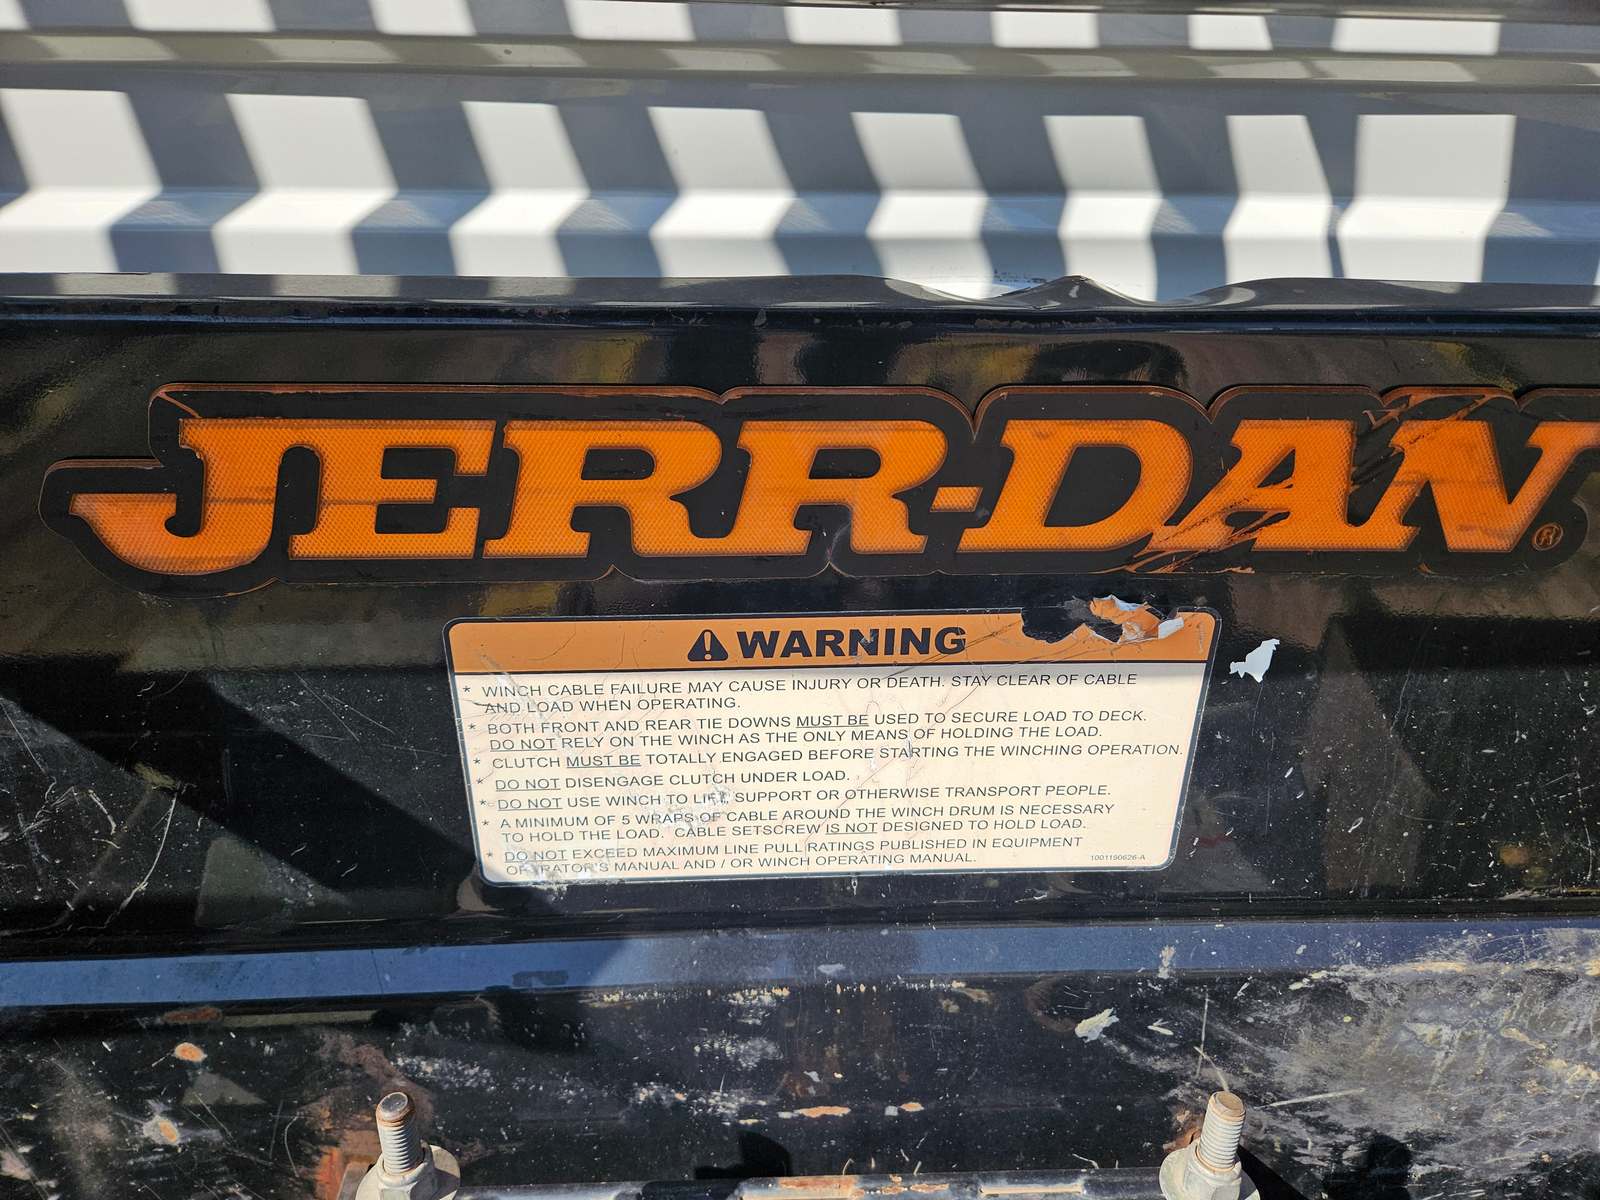 JERR-DAN®
⚠ WARNING
* WINCH CABLE FAILURE MAY CAUSE INJURY OR DEATH. STAY CLEAR OF CABLE
AND LOAD WHEN OPERATING.
* BOTH FRONT AND REAR TIE DOWNS MUST BE USED TO SECURE LOAD TO DECK.
DO NOT RELY ON THE WINCH AS THE ONLY MEANS OF HOLDING THE LOAD.
* CLUTCH MUST BE TOTALLY ENGAGED BEFORE STARTING THE WINCHING OPERATION.
* DO NOT DISENGAGE CLUTCH UNDER LOAD.
* DO NOT USE WINCH TO LIFT, SUPPORT OR OTHERWISE TRANSPORT PEOPLE.
* A MINIMUM OF 5 WRAPS OF CABLE AROUND THE WINCH DRUM IS NECESSARY
TO HOLD THE LOAD. CABLE SETSCREW IS NOT DESIGNED TO HOLD LOAD.
* DO NOT EXCEED MAXIMUM LINE PULL RATINGS PUBLISHED IN EQUIPMENT
OPERATOR'S MANUAL AND / OR WINCH OPERATING MANUAL.
1001190626-A